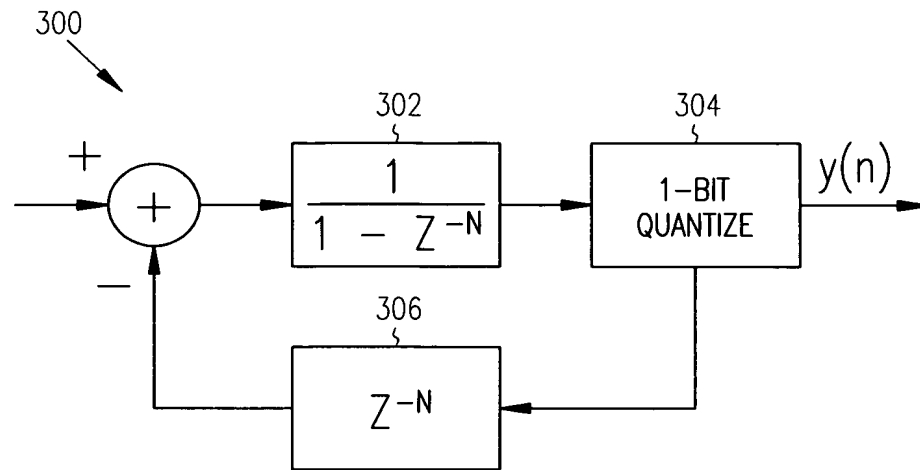 300
302
304
+
+
1
1 - Z^-N
1-BIT
QUANTIZE
y(n)
−
306
Z^-N